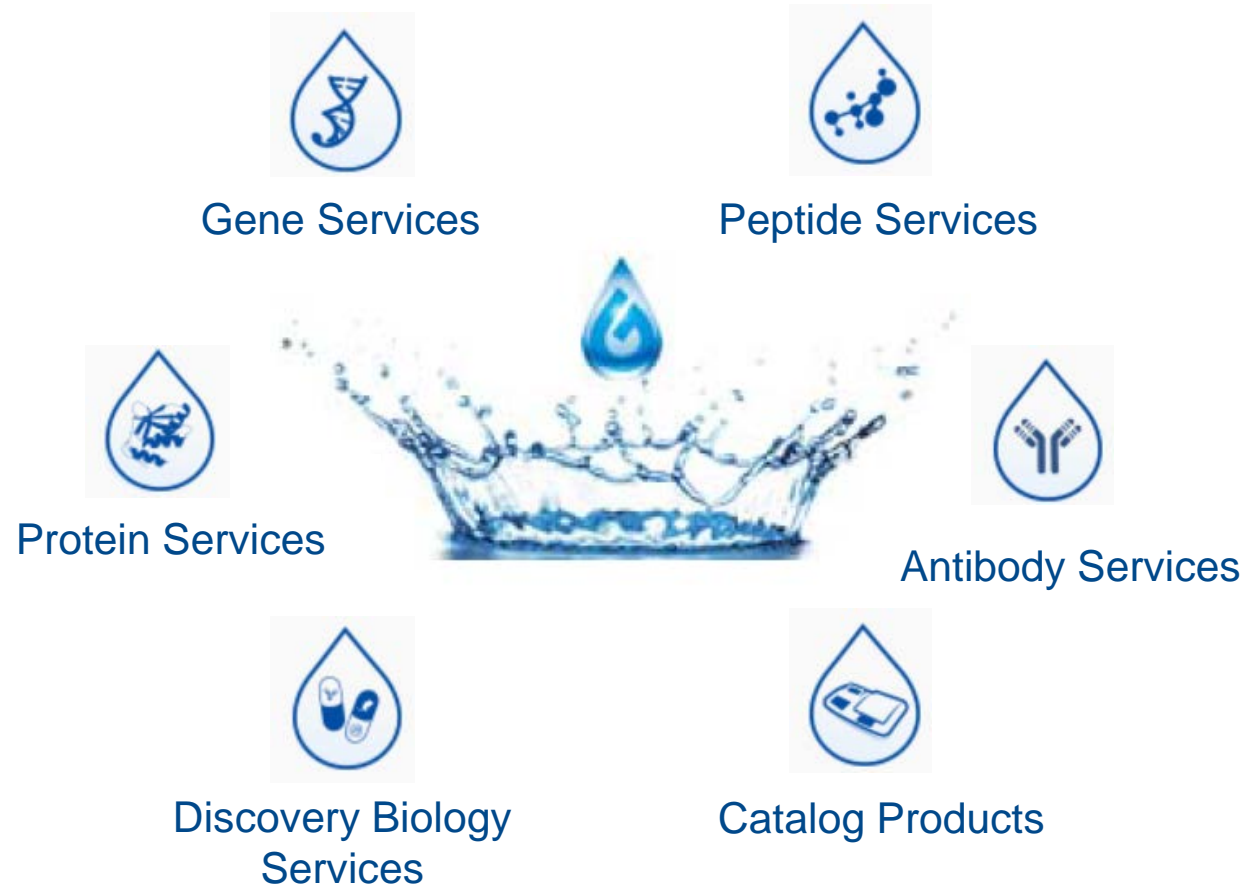 Gene Services
Peptide Services
Protein Services
Antibody Services
Discovery Biology
Services
Catalog Products